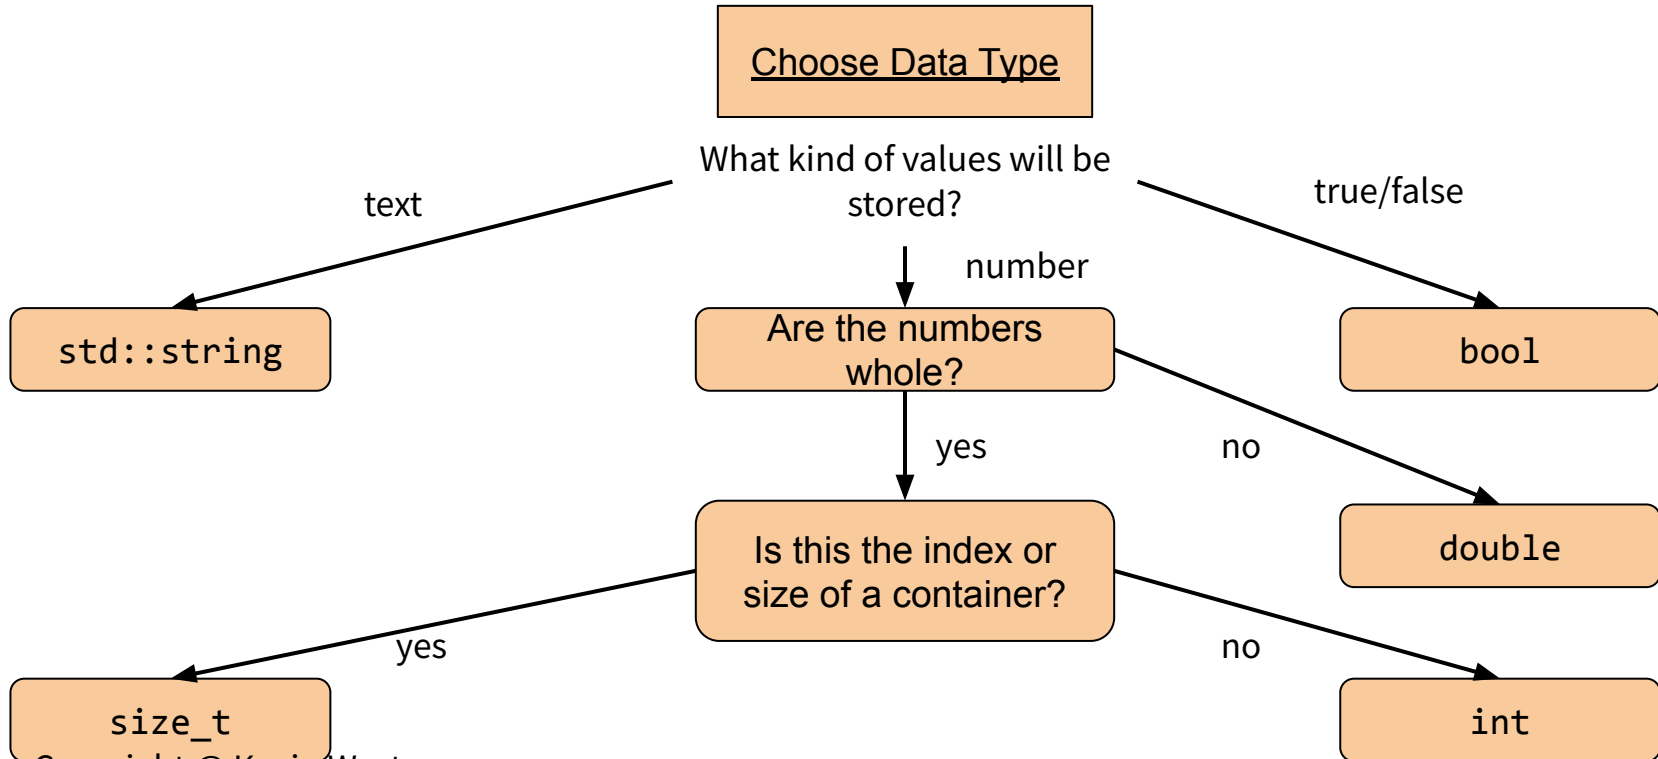 Choose Data Type
What kind of values will be
stored?
text
true/false
number
std::string
Are the numbers
whole?
bool
yes
no
double
Is this the index or
size of a container?
yes
no
size_t
int